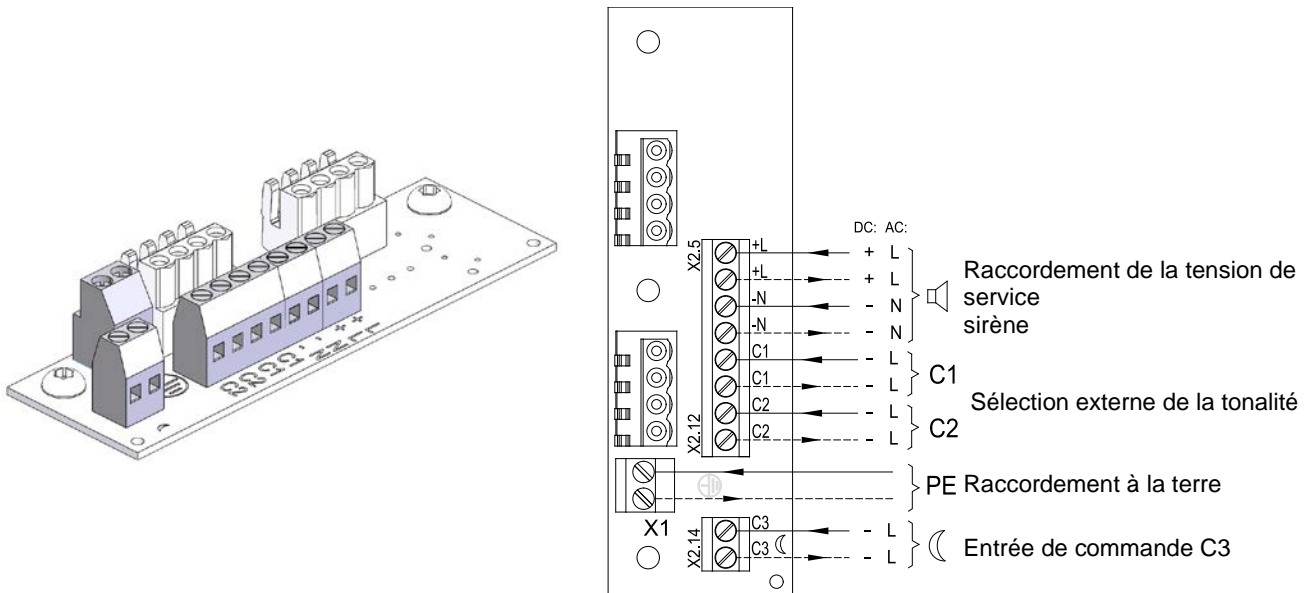 DC: AC:
X2.5
+L + L
+L + L
-N - N
-N - N
Raccordement de la tension de
service
sirène
C1 - L
C1 - L
C1
C2 - L
C2 - L
C2
X2.12
Sélection externe de la tonalité
PE Raccordement à la terre
X1
X2.14
C3 - L
C3 - L
Entrée de commande C3